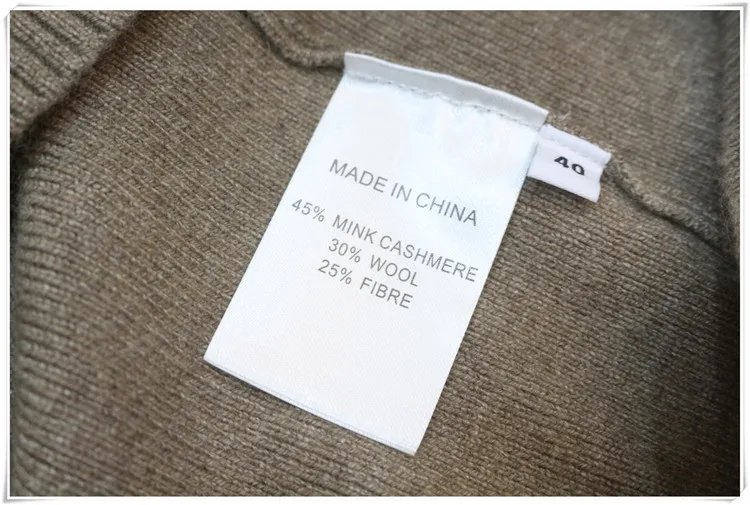 MADE IN CHINA
45% MINK CASHMERE
30% WOOL
25% FIBRE
40